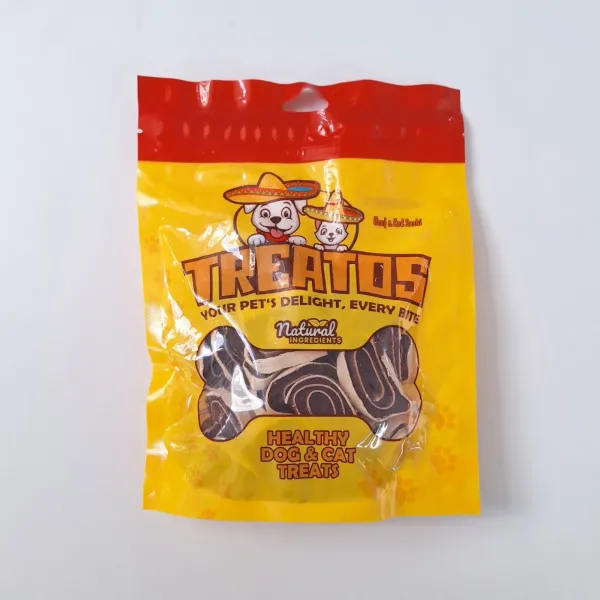 TREATOS
YOUR PET'S DELIGHT, EVERY BITE
Natural
INGREDIENTS
HEALTHY
DOG & CAT
TREATS